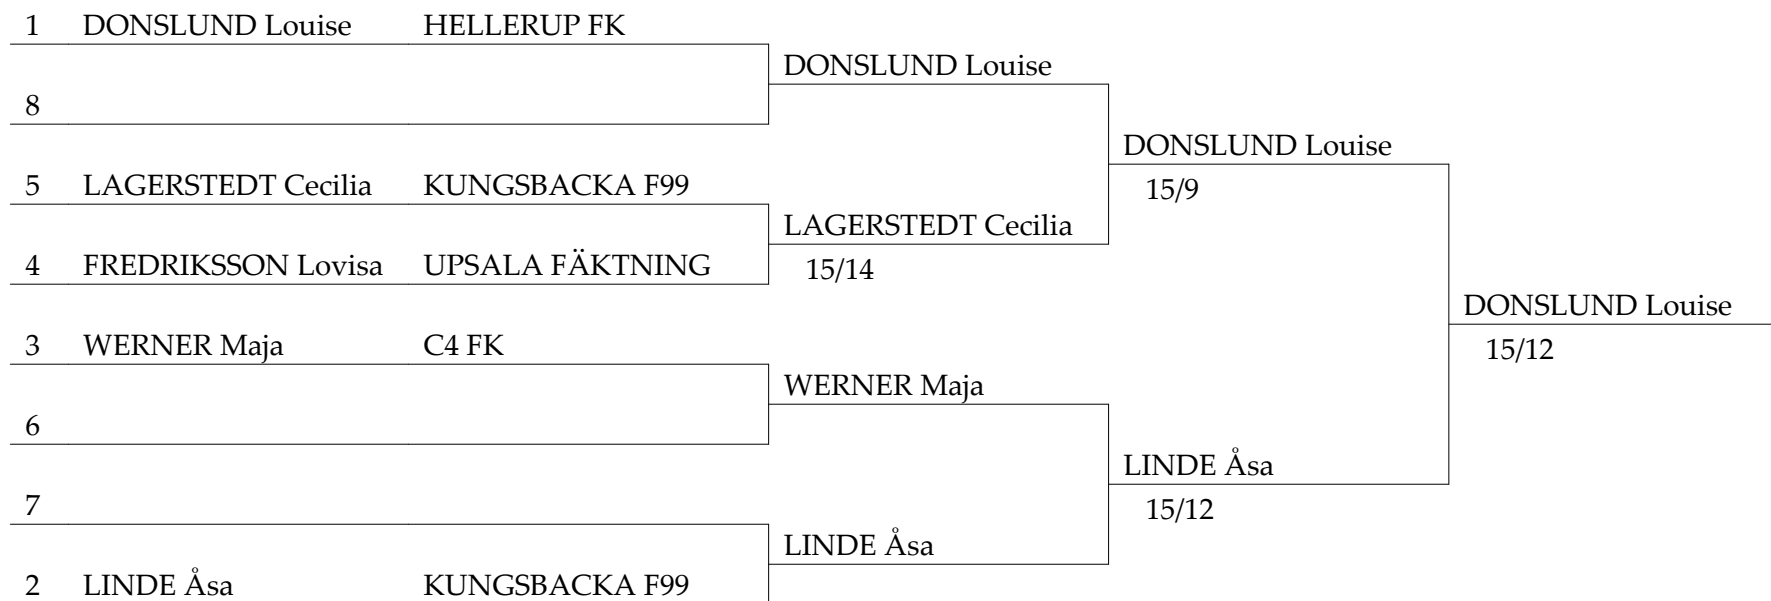 1 DONSLUND Louise HELLERUP FK
DONSLUND Louise
8
DONSLUND Louise
5 LAGERSTEDT Cecilia KUNGSBACKA F99
15/9
LAGERSTEDT Cecilia
4 FREDRIKSSON Lovisa UPSALA FÄKTNING
15/14
DONSLUND Louise
3 WERNER Maja C4 FK
15/12
WERNER Maja
6
LINDE Åsa
7
15/12
LINDE Åsa
2 LINDE Åsa KUNGSBACKA F99